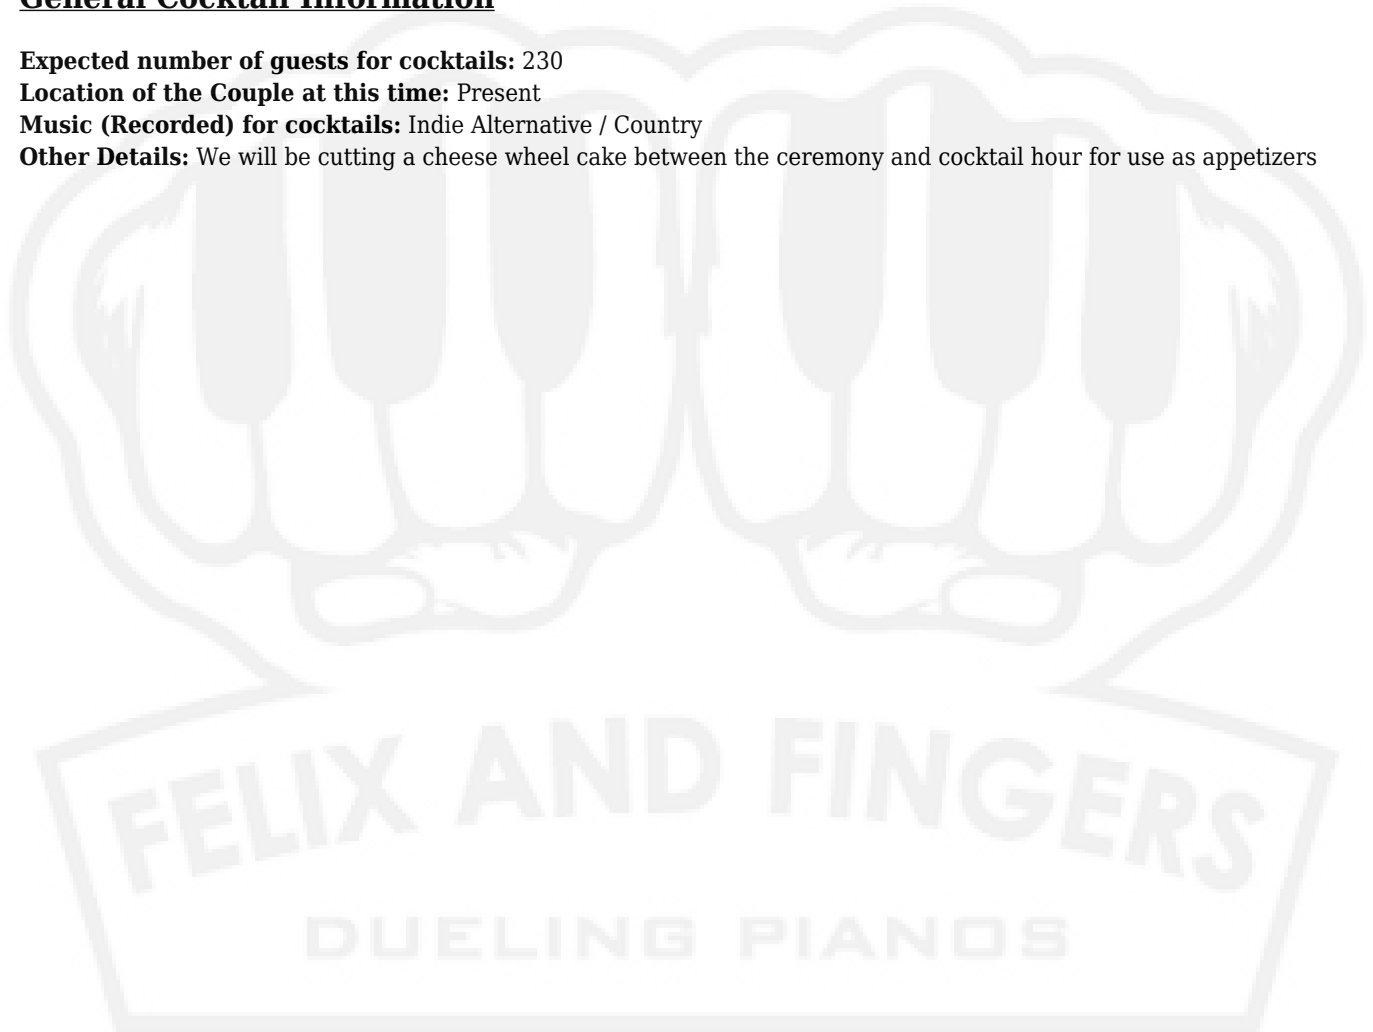 General Cocktail Information
Expected number of guests for cocktails: 230
Location of the Couple at this time: Present
Music (Recorded) for cocktails: Indie Alternative / Country
Other Details: We will be cutting a cheese wheel cake between the ceremony and cocktail hour for use as appetizers
FELIX AND FINGERS
DUELING PIANOS